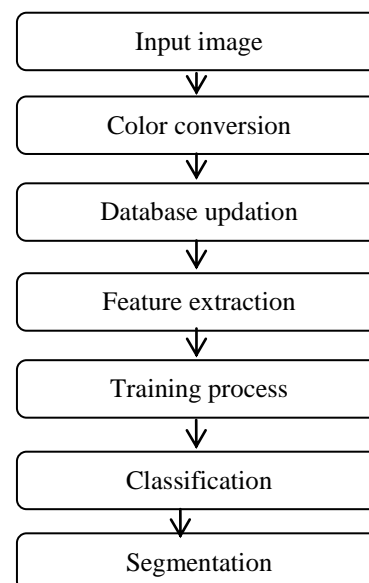 Input image
Color conversion
Database updation
Feature extraction
Training process
Classification
Segmentation